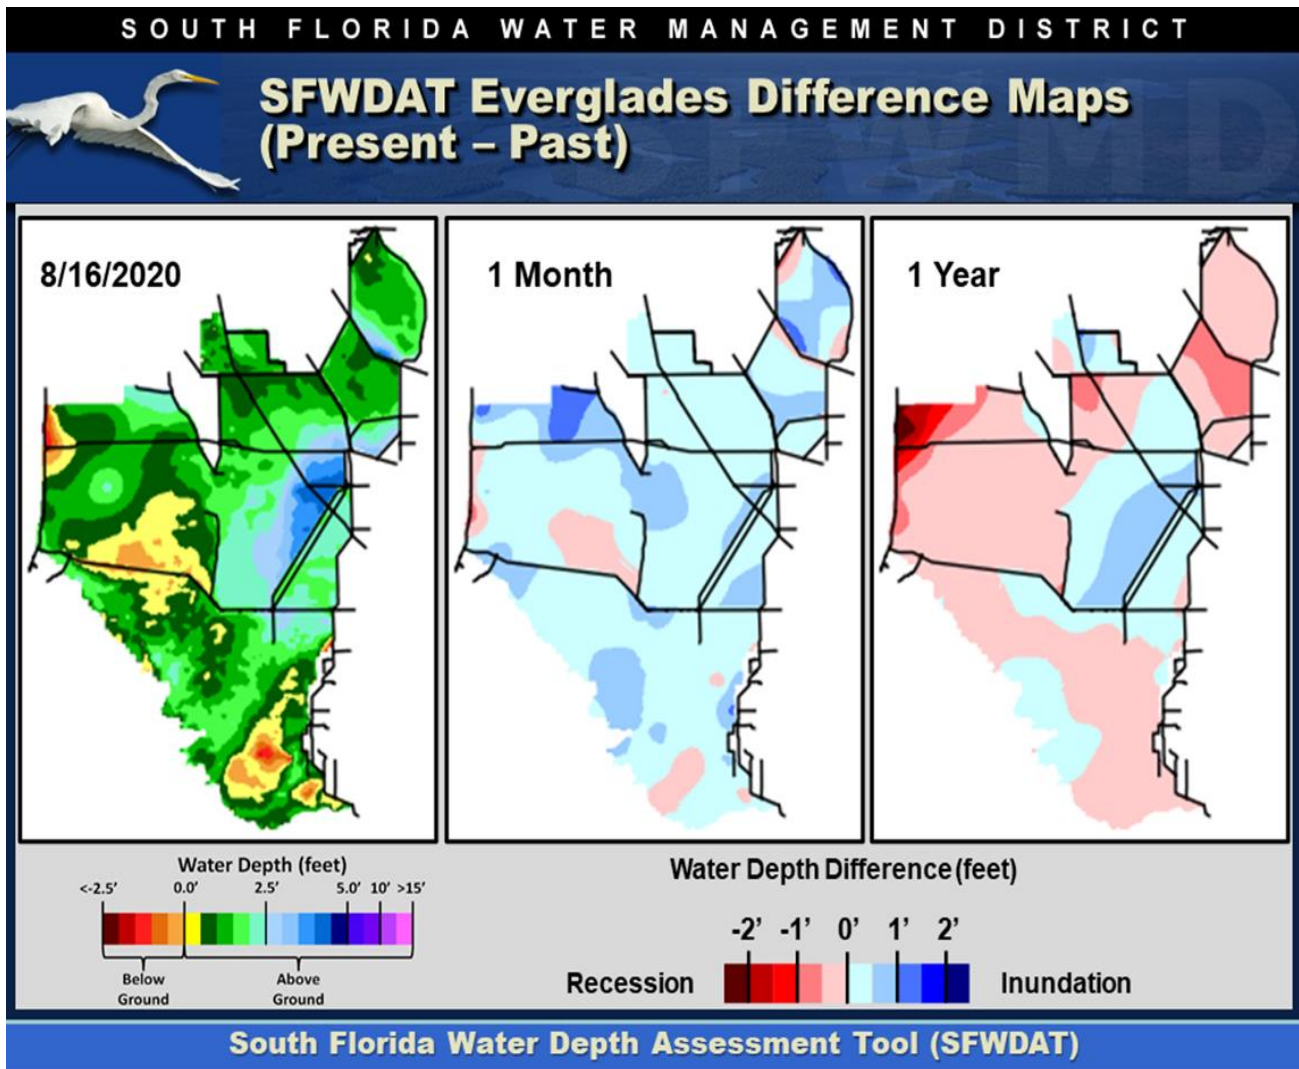 SOUTH FLORIDA WATER MANAGEMENT DISTRICT
SFWDAT Everglades Difference Maps
(Present – Past)
SFWMD
8/16/2020
1 Month
1 Year
Water Depth (feet)
<-2.5' 0.0' 2.5' 5.0' 10' >15'
Below
Ground
Above
Ground
Water Depth Difference (feet)
-2' -1' 0' 1' 2'
Recession
Inundation
South Florida Water Depth Assessment Tool (SFWDAT)